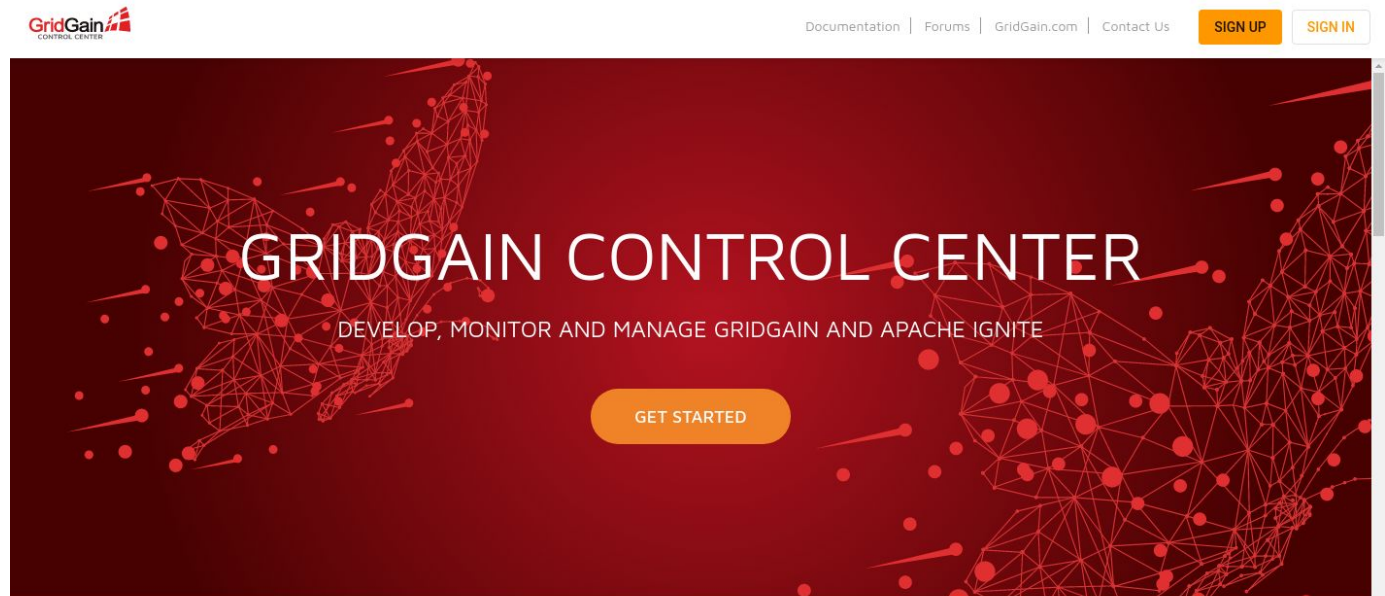 GridGain
CONTROL CENTER
Documentation | Forums | GridGain.com | Contact Us
SIGN UP
SIGN IN
GRIDGAIN CONTROL CENTER
DEVELOP, MONITOR AND MANAGE GRIDGAIN AND APACHE IGNITE
GET STARTED